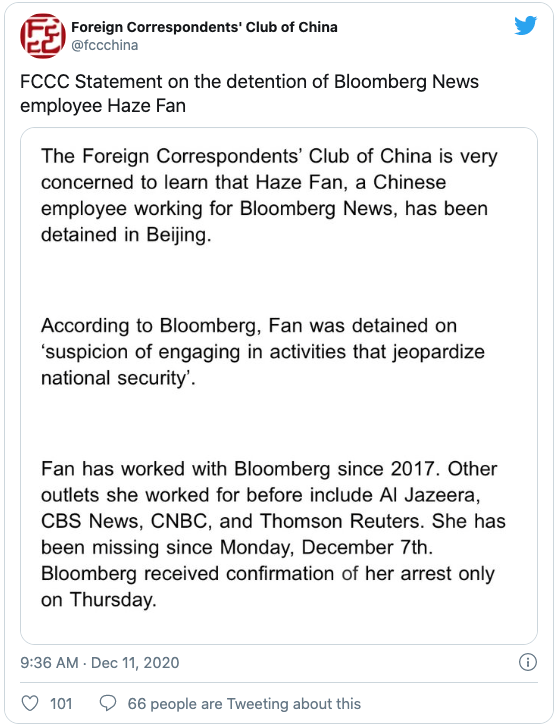 Foreign Correspondents' Club of China
@fccchina
FCCC Statement on the detention of Bloomberg News
employee Haze Fan
The Foreign Correspondents’ Club of China is very
concerned to learn that Haze Fan, a Chinese
employee working for Bloomberg News, has been
detained in Beijing.
According to Bloomberg, Fan was detained on
‘suspicion of engaging in activities that jeopardize
national security’.
Fan has worked with Bloomberg since 2017. Other
outlets she worked for before include Al Jazeera,
CBS News, CNBC, and Thomson Reuters. She has
been missing since Monday, December 7th.
Bloomberg received confirmation of her arrest only
on Thursday.
9:36 AM · Dec 11, 2020
101
66 people are Tweeting about this